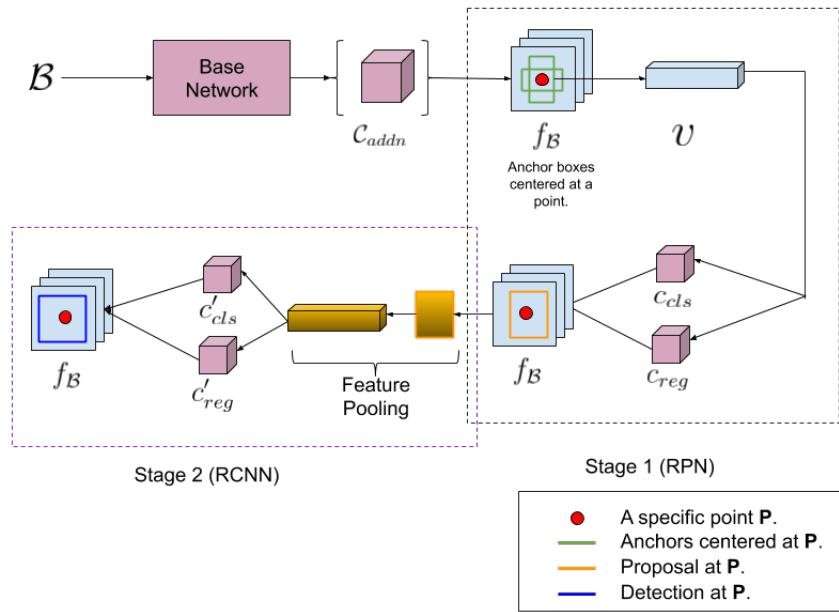 𝓑
Base
Network
𝒞_addn
f_𝓑
𝒱
Anchor boxes
centered at a
point.
c_cls
c_reg
f_𝓑
c'_cls
c'_reg
f_𝓑
Feature
Pooling
Stage 2 (RCNN)
Stage 1 (RPN)
A specific point P.
Anchors centered at P.
Proposal at P.
Detection at P.